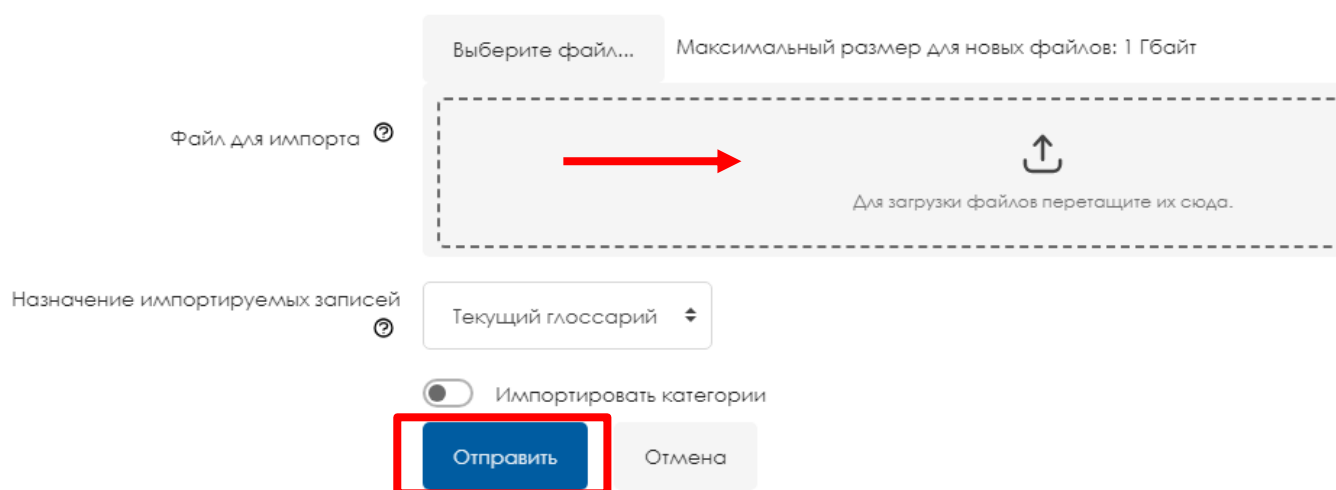 Выберите файл... Максимальный размер для новых файлов: 1 Гбайт
Файл для импорта
Для загрузки файлов перетащите их сюда.
Назначение импортируемых записей
Текущий глоссарий
Импортировать категории
Отправить Отмена